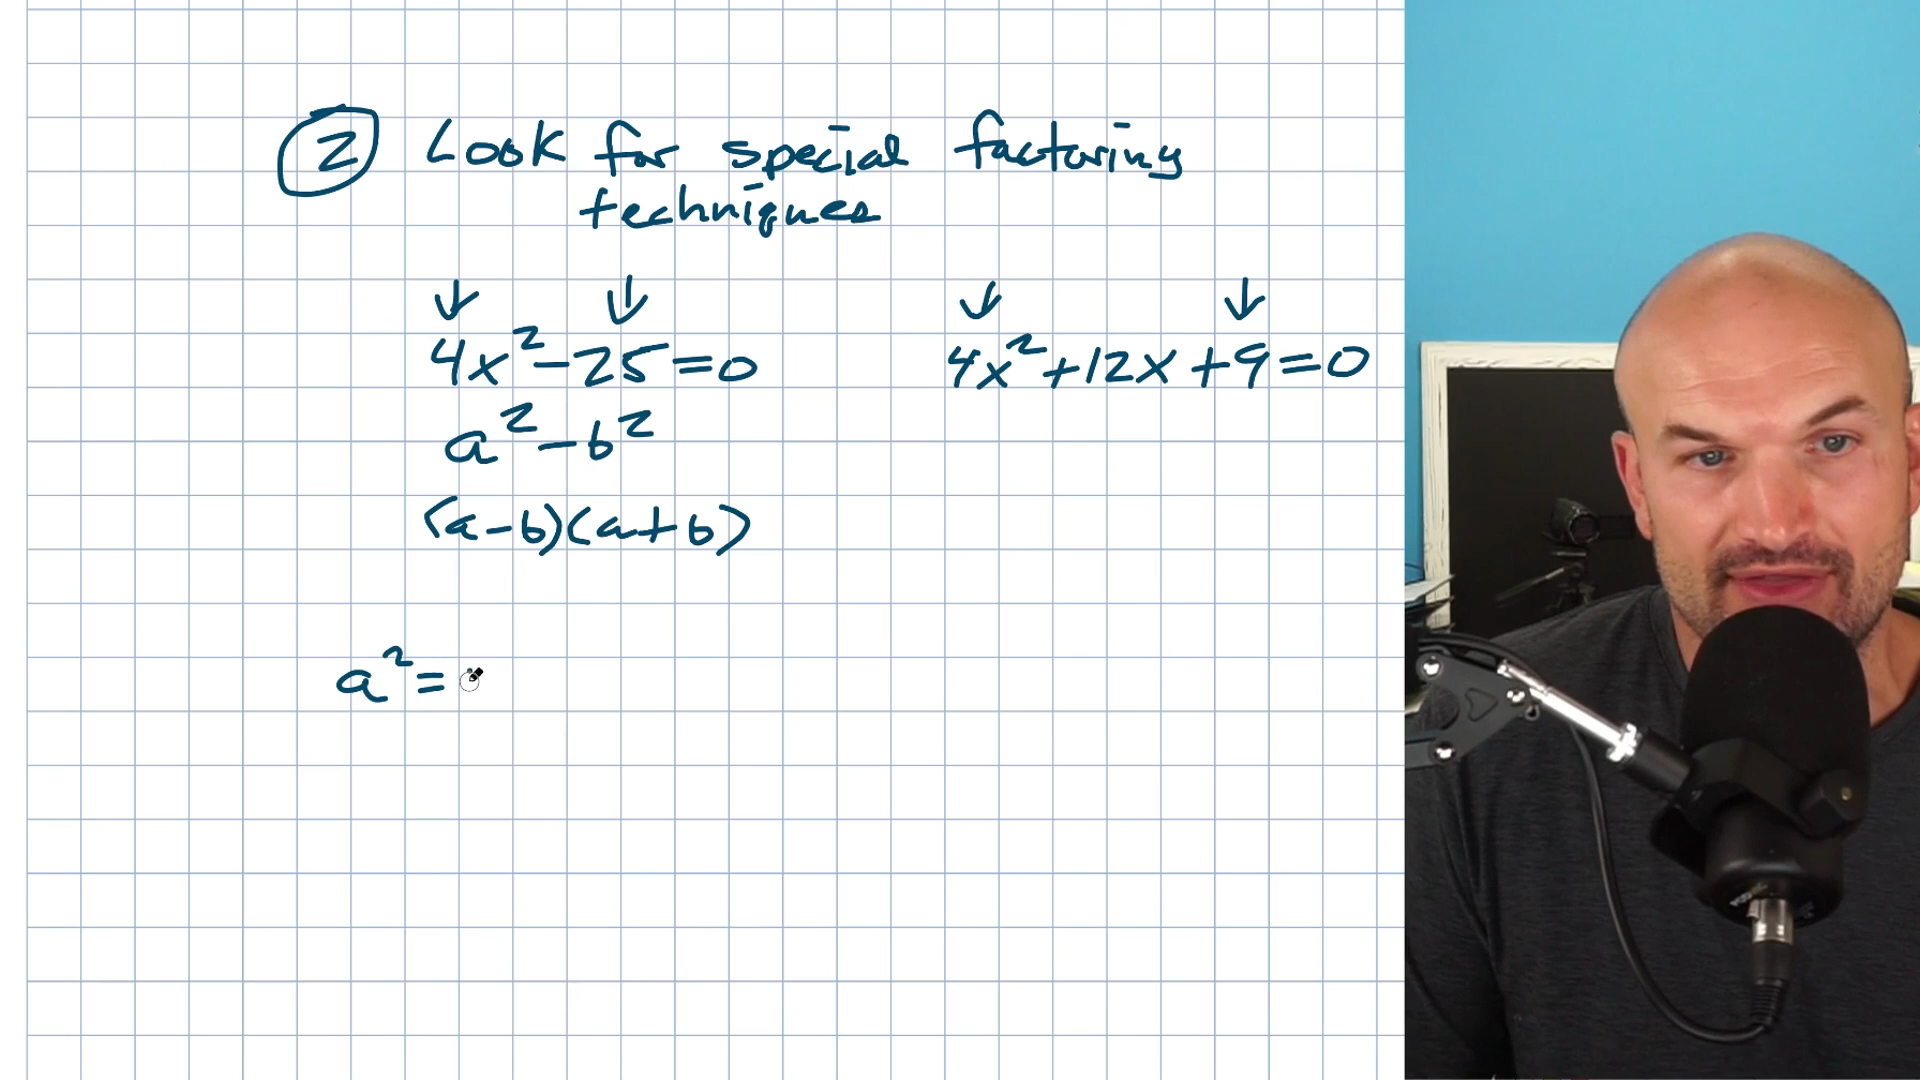 ② Look for special factoring
techniques
↓ ↓
4x²-25=0
a²-b²
(a-b)(a+b)
a²=
↓ ↓
4x²+12x+9=0